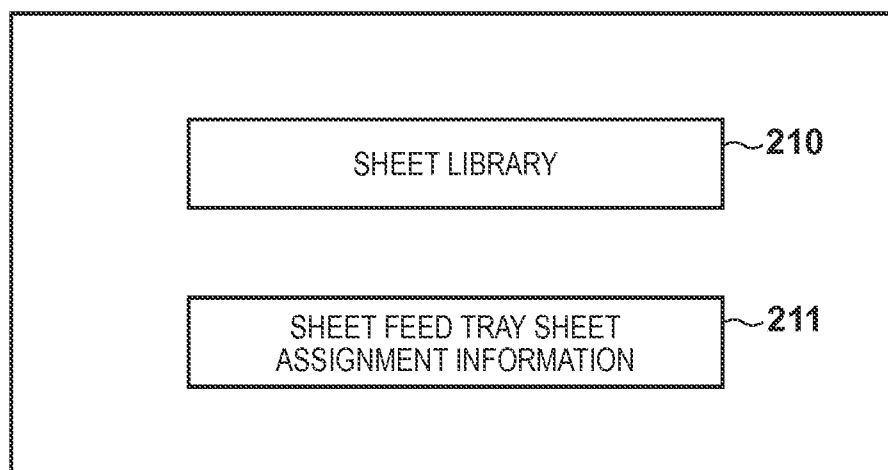 SHEET LIBRARY
210
SHEET FEED TRAY SHEET
ASSIGNMENT INFORMATION
211